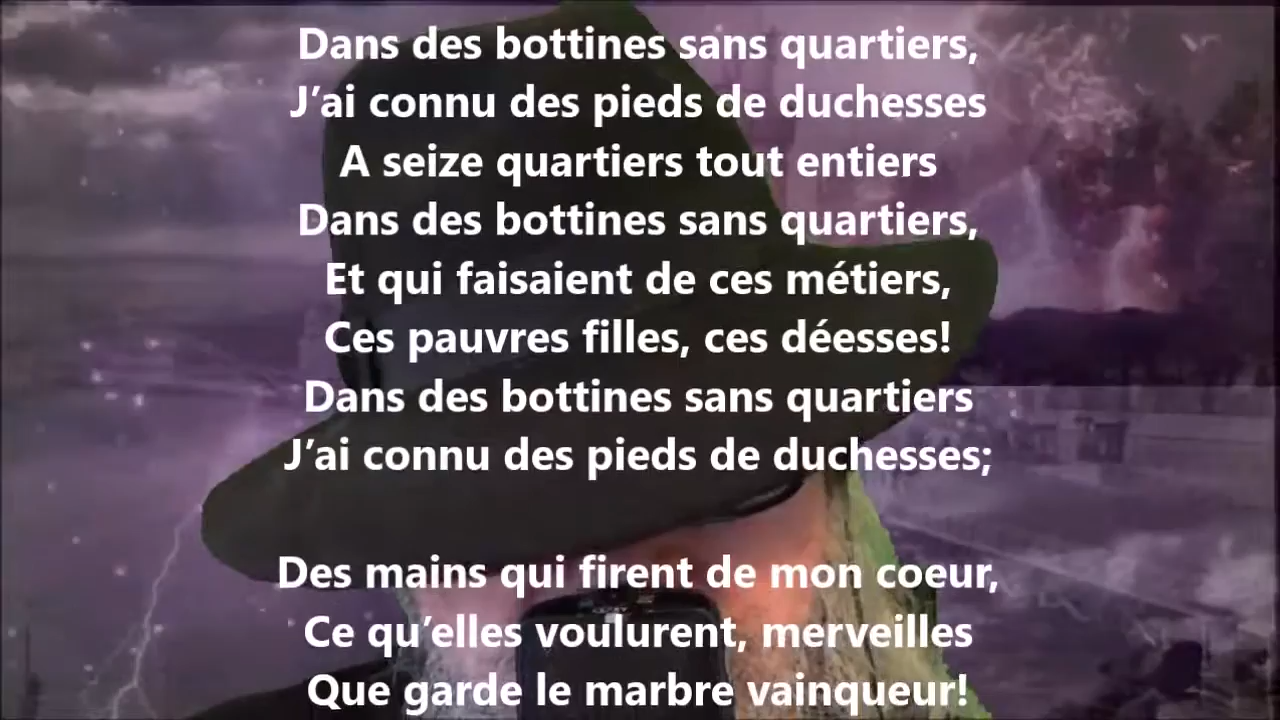 Dans des bottines sans quartiers,
J’ai connu des pieds de duchesses
A seize quartiers tout entiers
Dans des bottines sans quartiers,
Et qui faisaient de ces métiers,
Ces pauvres filles, ces déesses!
Dans des bottines sans quartiers
J’ai connu des pieds de duchesses;
Des mains qui firent de mon coeur,
Ce qu’elles voulurent, merveilles
Que garde le marbre vainqueur!